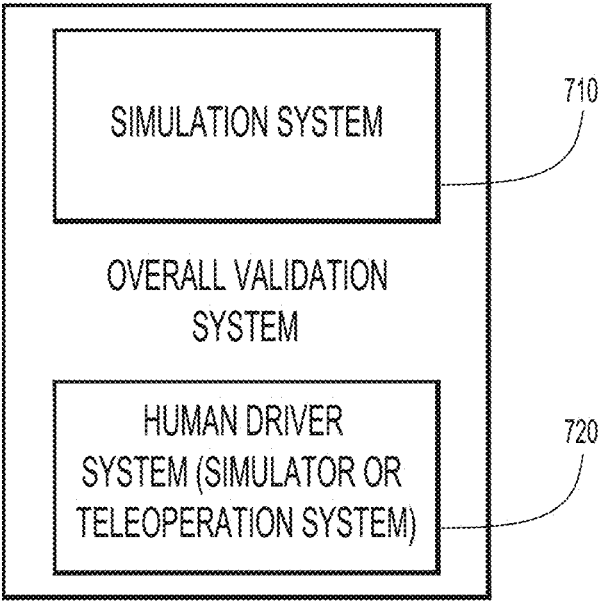 SIMULATION SYSTEM
710
OVERALL VALIDATION
SYSTEM
HUMAN DRIVER
SYSTEM (SIMULATOR OR
TELEOPERATION SYSTEM)
720